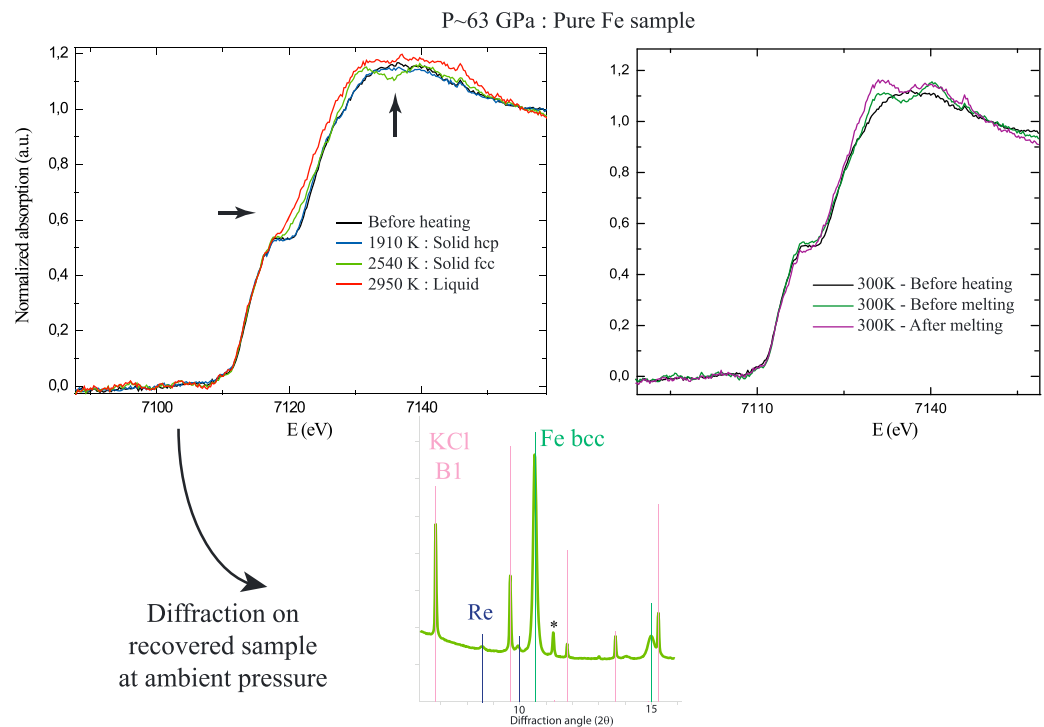 P~63 GPa : Pure Fe sample
1,2
1,0
0,8
0,6
0,4
0,2
0,0
Normalized absorption (a.u.)
Before heating
1910 K : Solid hcp
2540 K : Solid fcc
2950 K : Liquid
7100
7120
7140
E (eV)
1,2
1,0
0,8
0,6
0,4
0,2
0,0
300K - Before heating
300K - Before melting
300K - After melting
7110
7140
E (eV)
KCl
B1
Fe bcc
Re
*
10
15
Diffraction angle (2θ)
Diffraction on
recovered sample
at ambient pressure